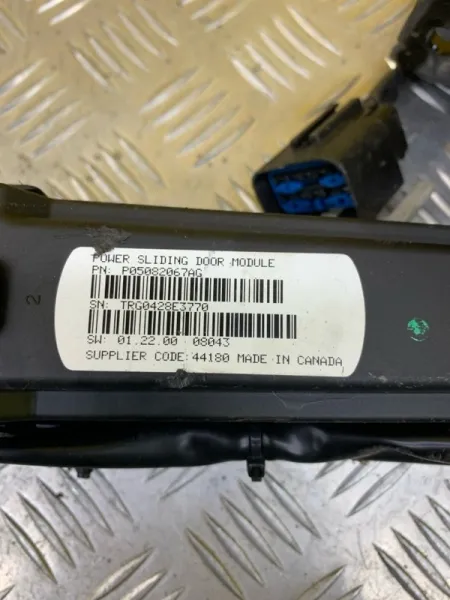 POWER SLIDING DOOR MODULE
PN: P05082067AG
SN: TRG0428E3770
SW: 01.22.00 08043
SUPPLIER CODE: 44180 MADE IN CANADA
2